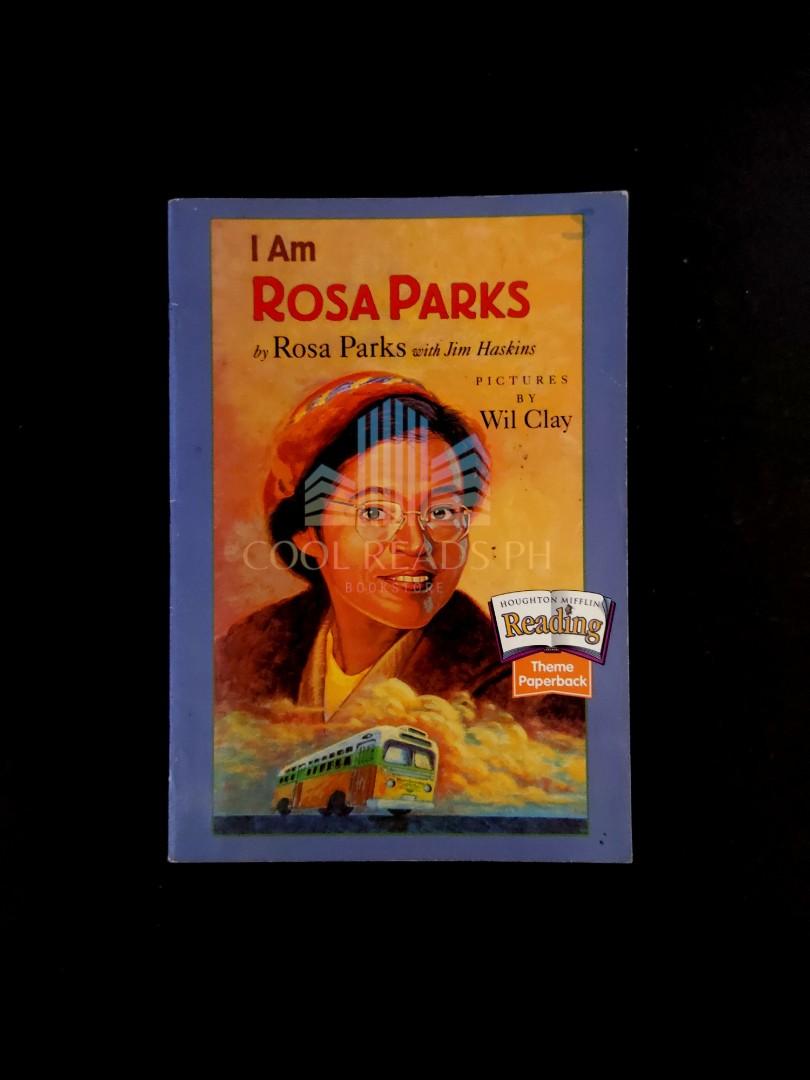 I Am
ROSA PARKS
by Rosa Parks with Jim Haskins
PICTURES
BY
Wil Clay
COOL READS PH
BOOKSTORE
HOUGHTON MIFFLIN
Reading
Theme
Paperback